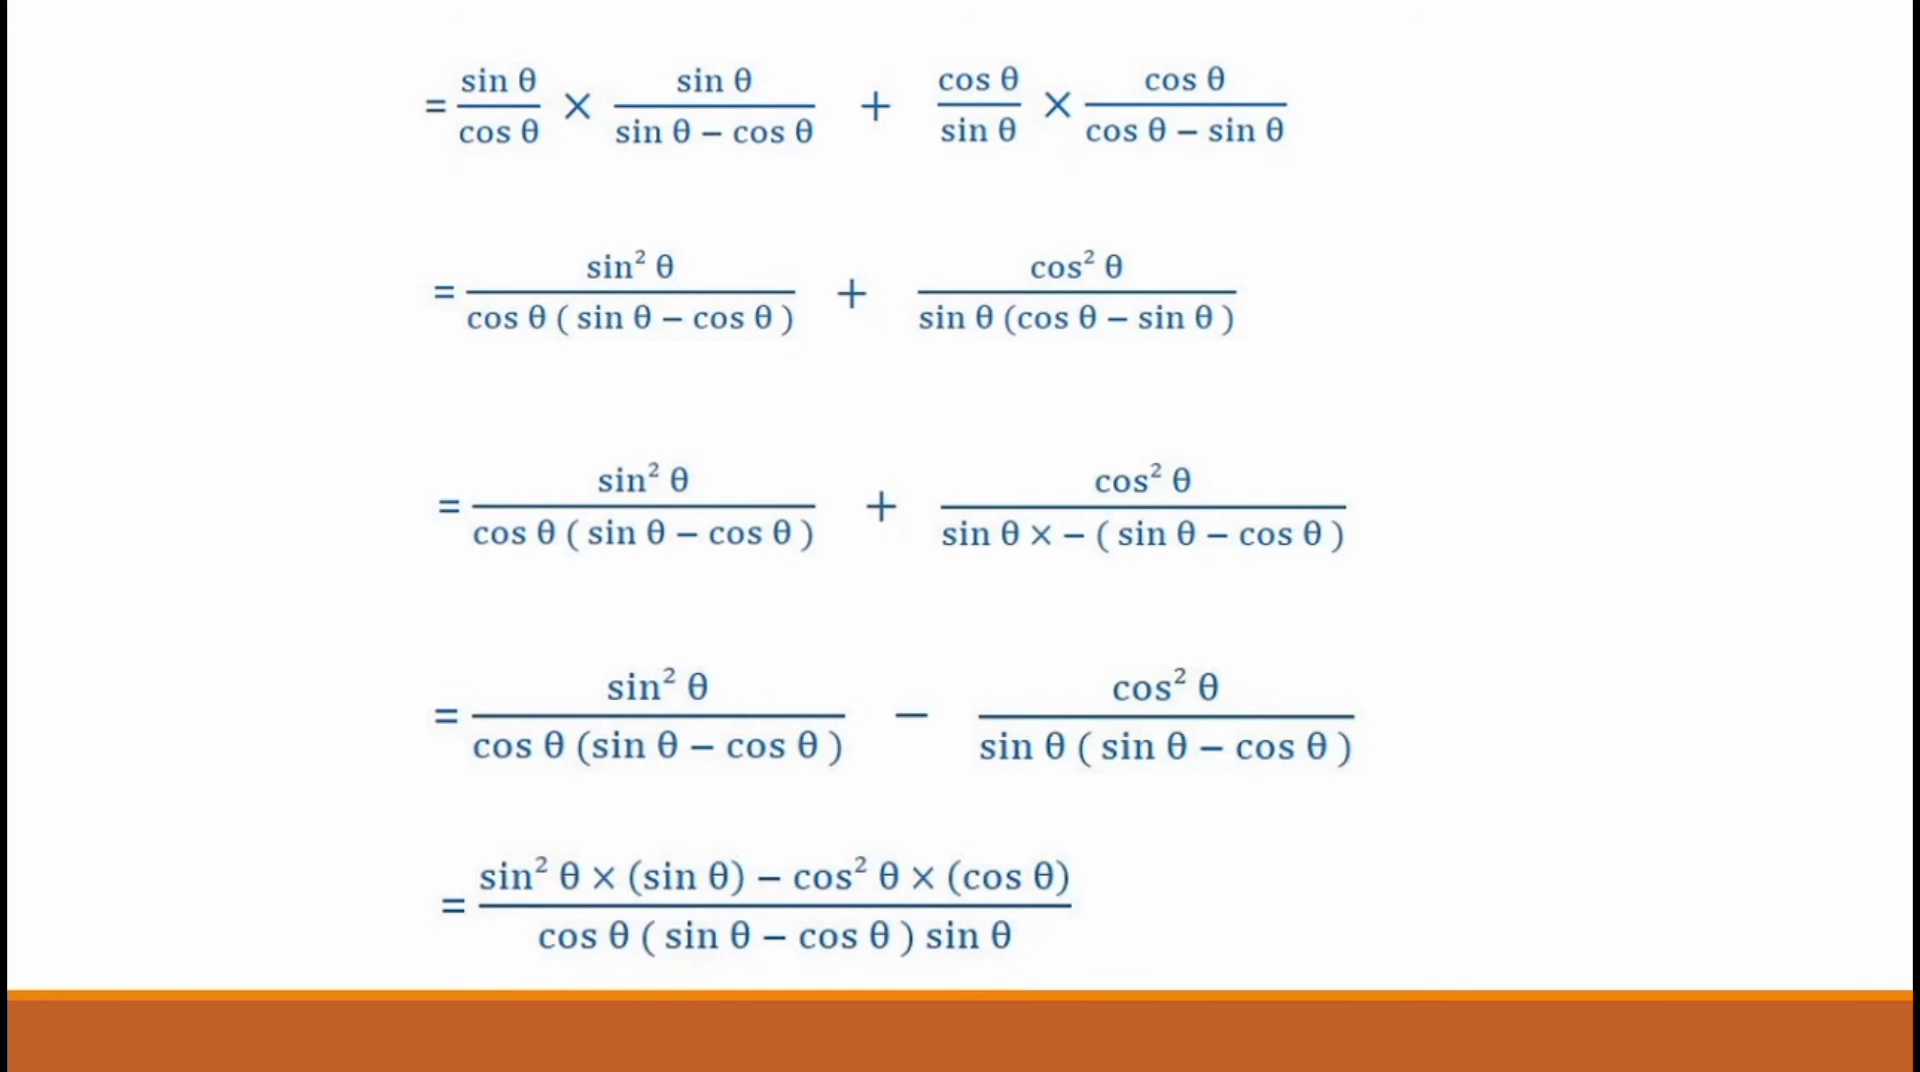 = sin θ / cos θ × sin θ / sin θ − cos θ + cos θ / sin θ × cos θ / cos θ − sin θ
= sin² θ / cos θ ( sin θ − cos θ ) + cos² θ / sin θ (cos θ − sin θ )
= sin² θ / cos θ ( sin θ − cos θ ) + cos² θ / sin θ × − ( sin θ − cos θ )
= sin² θ / cos θ (sin θ − cos θ ) − cos² θ / sin θ ( sin θ − cos θ )
= sin² θ × (sin θ) − cos² θ × (cos θ) / cos θ ( sin θ − cos θ ) sin θ